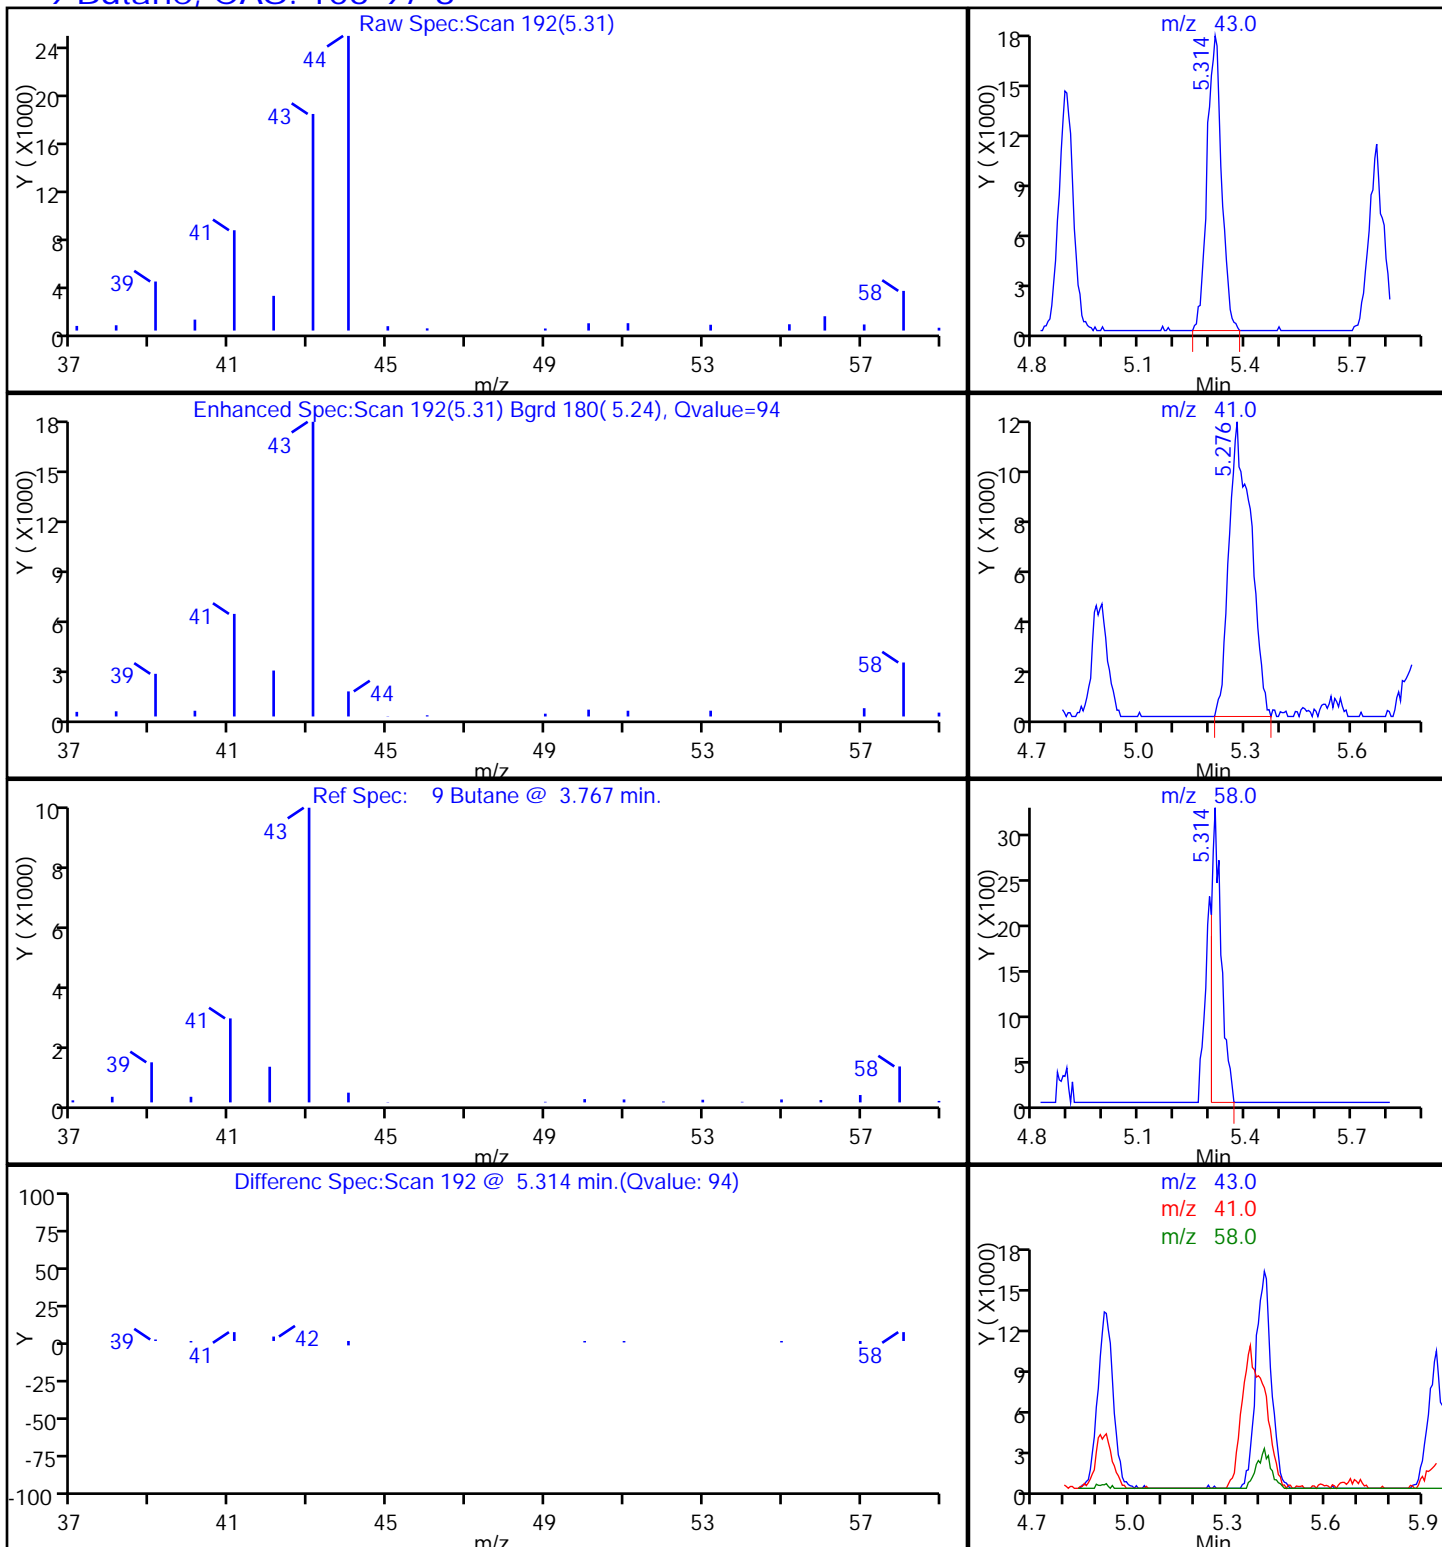 Raw Spec:Scan 192(5.31)
24
20
16
12
8
4
0
Y ( X1000)
39
41
43
44
58
37 41 45 49 53 57
m/z
m/z 43.0
18
15
12
9
6
3
0
Y ( X1000)
5.314
4.8 5.1 5.4 5.7
Min
Enhanced Spec:Scan 192(5.31) Bgrd 180( 5.24), Qvalue=94
18
15
12
9
6
3
0
Y ( X1000)
39
41
43
44
58
37 41 45 49 53 57
m/z
m/z 41.0
12
10
8
6
4
2
0
Y ( X1000)
5.276
4.7 5.0 5.3 5.6
Min
Ref Spec: 9 Butane @ 3.767 min.
10
8
6
4
2
0
Y ( X1000)
39
41
43
58
37 41 45 49 53 57
m/z
m/z 58.0
30
25
20
15
10
5
0
Y ( X100)
5.314
4.8 5.1 5.4 5.7
Min
Differenc Spec:Scan 192 @ 5.314 min.(Qvalue: 94)
100
75
50
25
0
-25
-50
-75
-100
Y
39
41
42
58
37 41 45 49 53 57
m/z
m/z 43.0
m/z 41.0
m/z 58.0
18
15
12
9
6
3
0
Y ( X1000)
4.7 5.0 5.3 5.6 5.9
Min